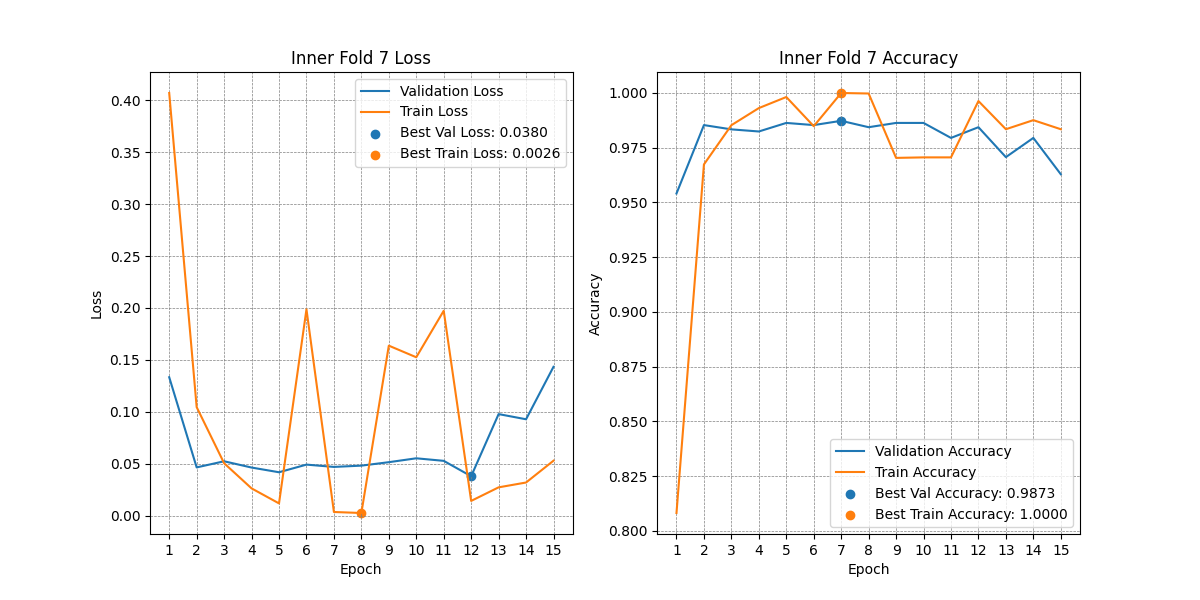 Inner Fold 7 Loss
Validation Loss
Train Loss
Best Val Loss: 0.0380
Best Train Loss: 0.0026
0.40
0.35
0.30
0.25
0.20
0.15
0.10
0.05
0.00
Loss
1 2 3 4 5 6 7 8 9 10 11 12 13 14 15
Epoch
Inner Fold 7 Accuracy
1.000
0.975
0.950
0.925
0.900
0.875
0.850
0.825
0.800
Accuracy
Validation Accuracy
Train Accuracy
Best Val Accuracy: 0.9873
Best Train Accuracy: 1.0000
1 2 3 4 5 6 7 8 9 10 11 12 13 14 15
Epoch